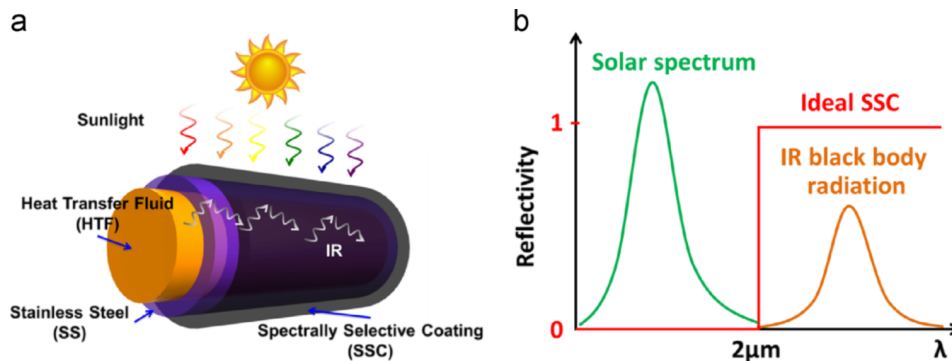 a
Sunlight
Heat Transfer Fluid
(HTF)
IR
Stainless Steel
(SS)
Spectrally Selective Coating
(SSC)
b
Solar spectrum
Ideal SSC
1
IR black body
radiation
Reflectivity
0
2μm
λ